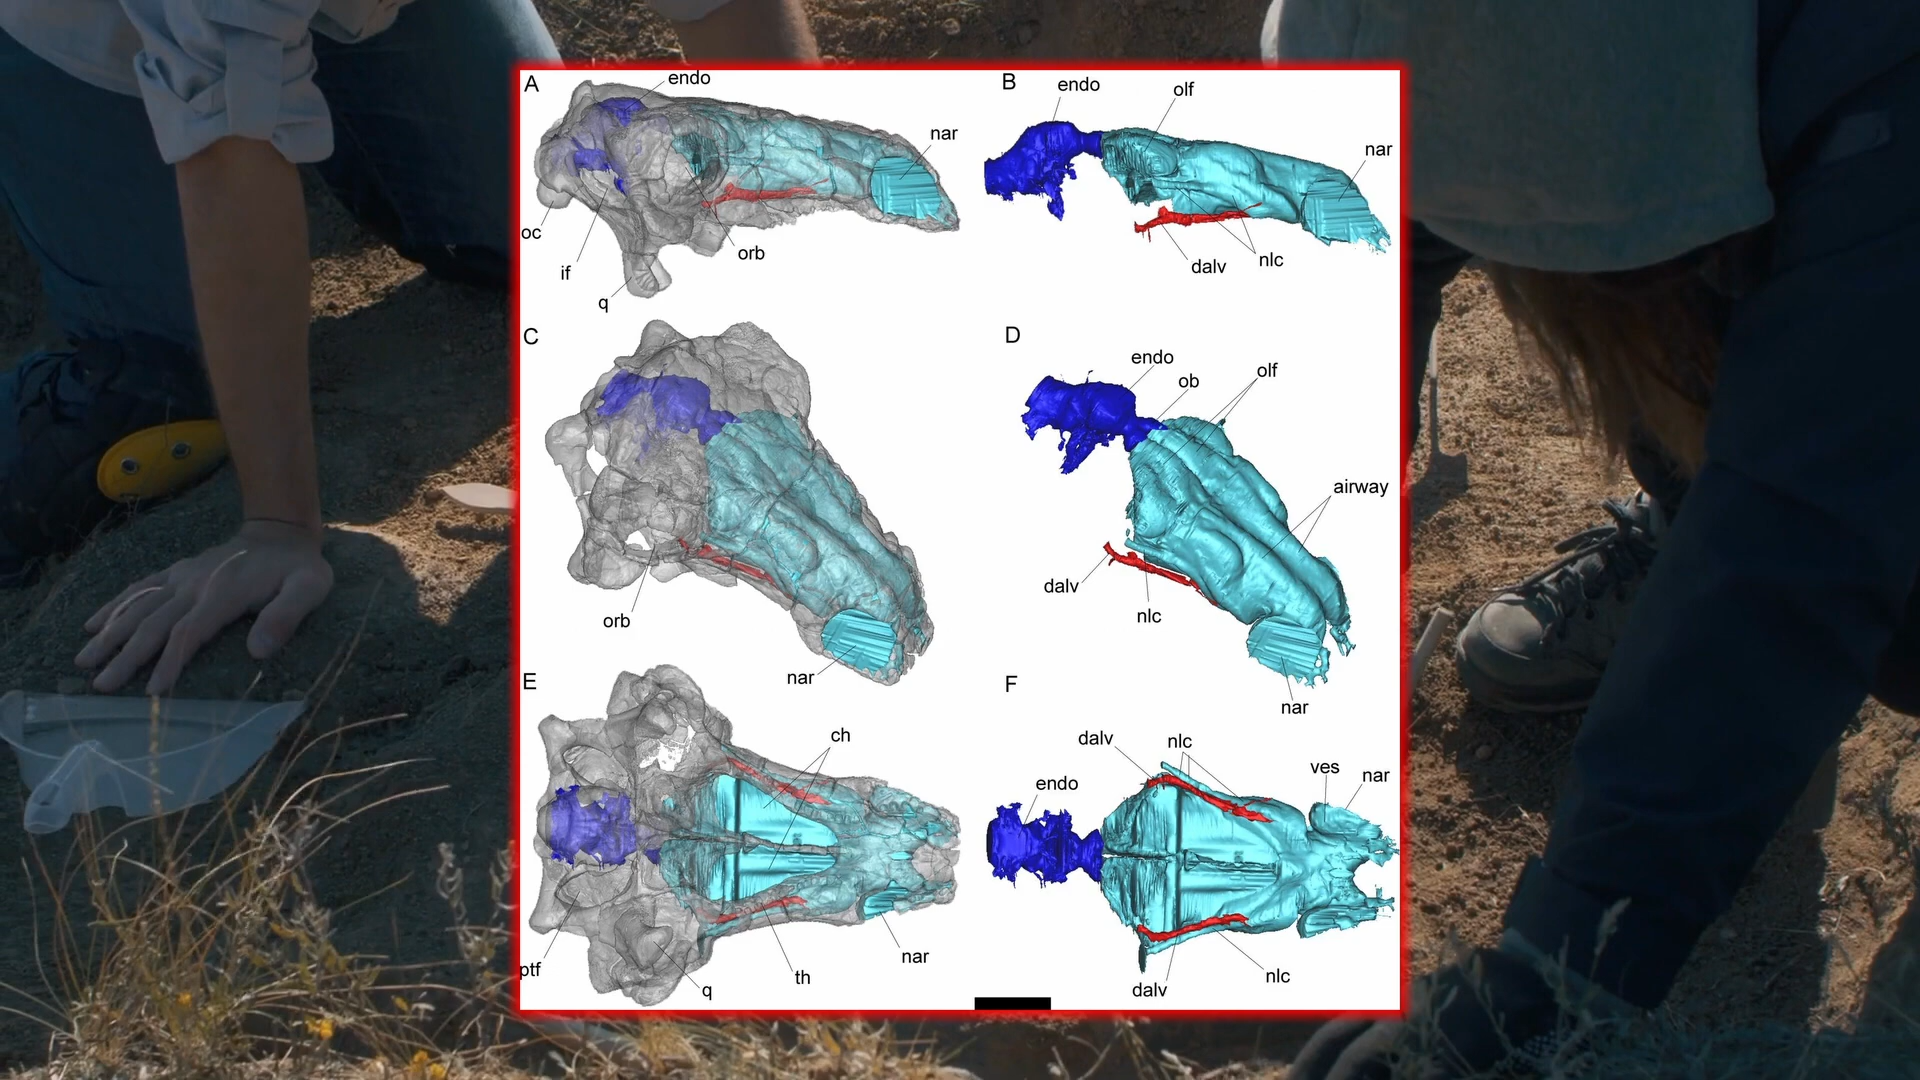 A
endo
nar
oc
if
q
orb
B
endo
olf
nar
dalv
nlc
C
orb
nar
D
endo
ob
olf
airway
dalv
nlc
nar
E
ch
ptf
q
th
nar
F
dalv
nlc
endo
ves
nar
dalv
nlc